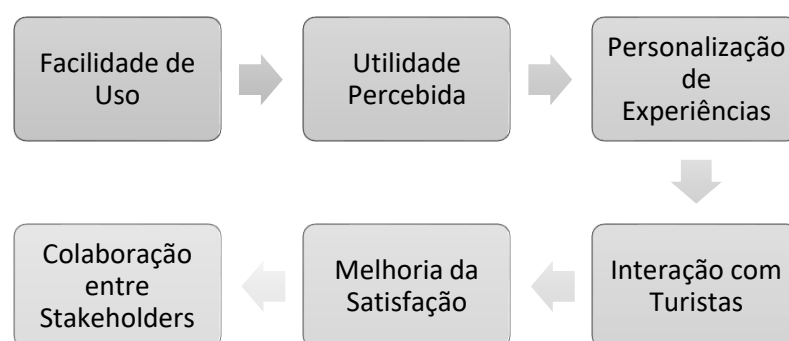 Facilidade de
Uso
Utilidade
Percebida
Personalização
de
Experiências
Interação com
Turistas
Melhoria da
Satisfação
Colaboração
entre
Stakeholders